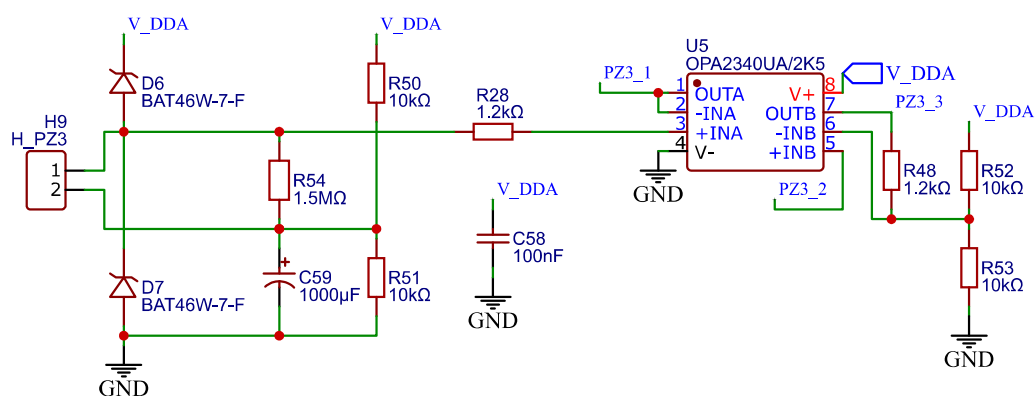 V_DDA
V_DDA
D6
BAT46W-7-F
R50
10kΩ
H9
H_PZ3
1
2
R54
1.5MΩ
D7
BAT46W-7-F
C59
1000µF
R51
10kΩ
GND
R28
1.2kΩ
V_DDA
C58
100nF
GND
U5
OPA2340UA/2K5
PZ3_1
1 OUTA
2 -INA
3 +INA
4 V-
V+ 8
OUTB 7
-INB 6
+INB 5
GND
PZ3_2
V_DDA
PZ3_3
R48
1.2kΩ
V_DDA
R52
10kΩ
R53
10kΩ
GND